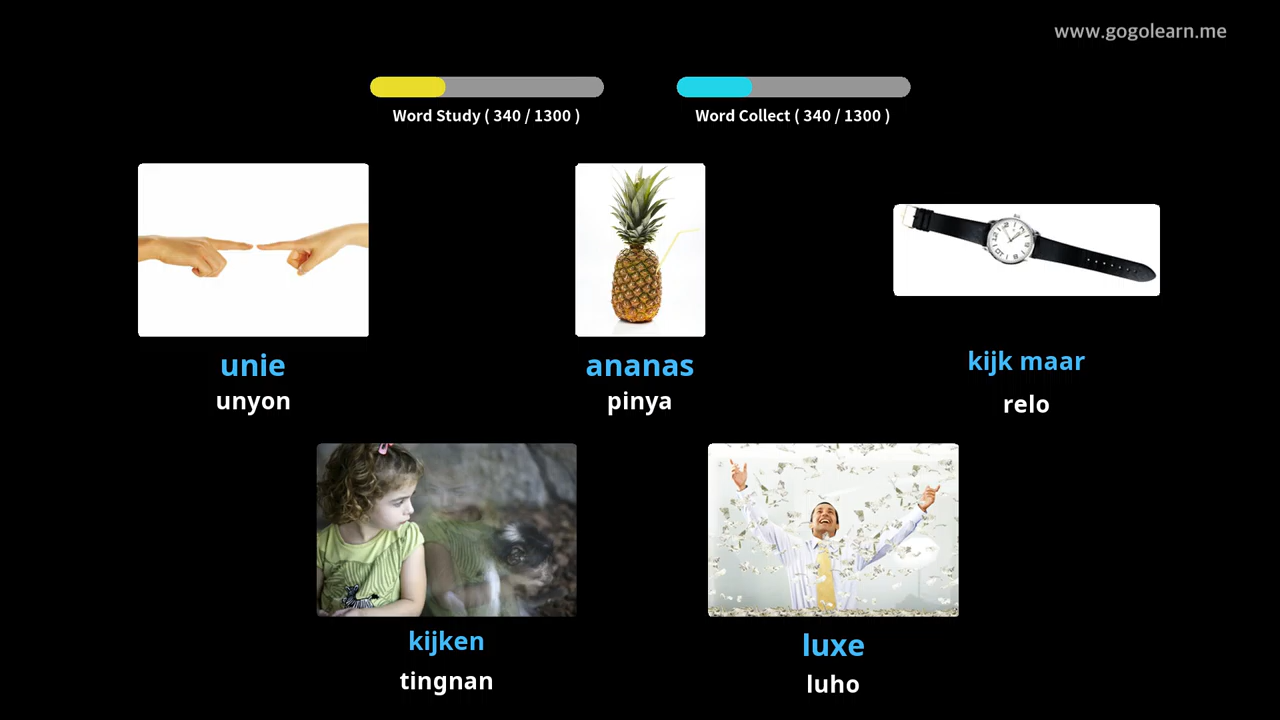 www.gogolearn.me
Word Study ( 340 / 1300 )
Word Collect ( 340 / 1300 )
unie
unyon
ananas
pinya
kijk maar
relo
kijken
tingnan
luxe
luho